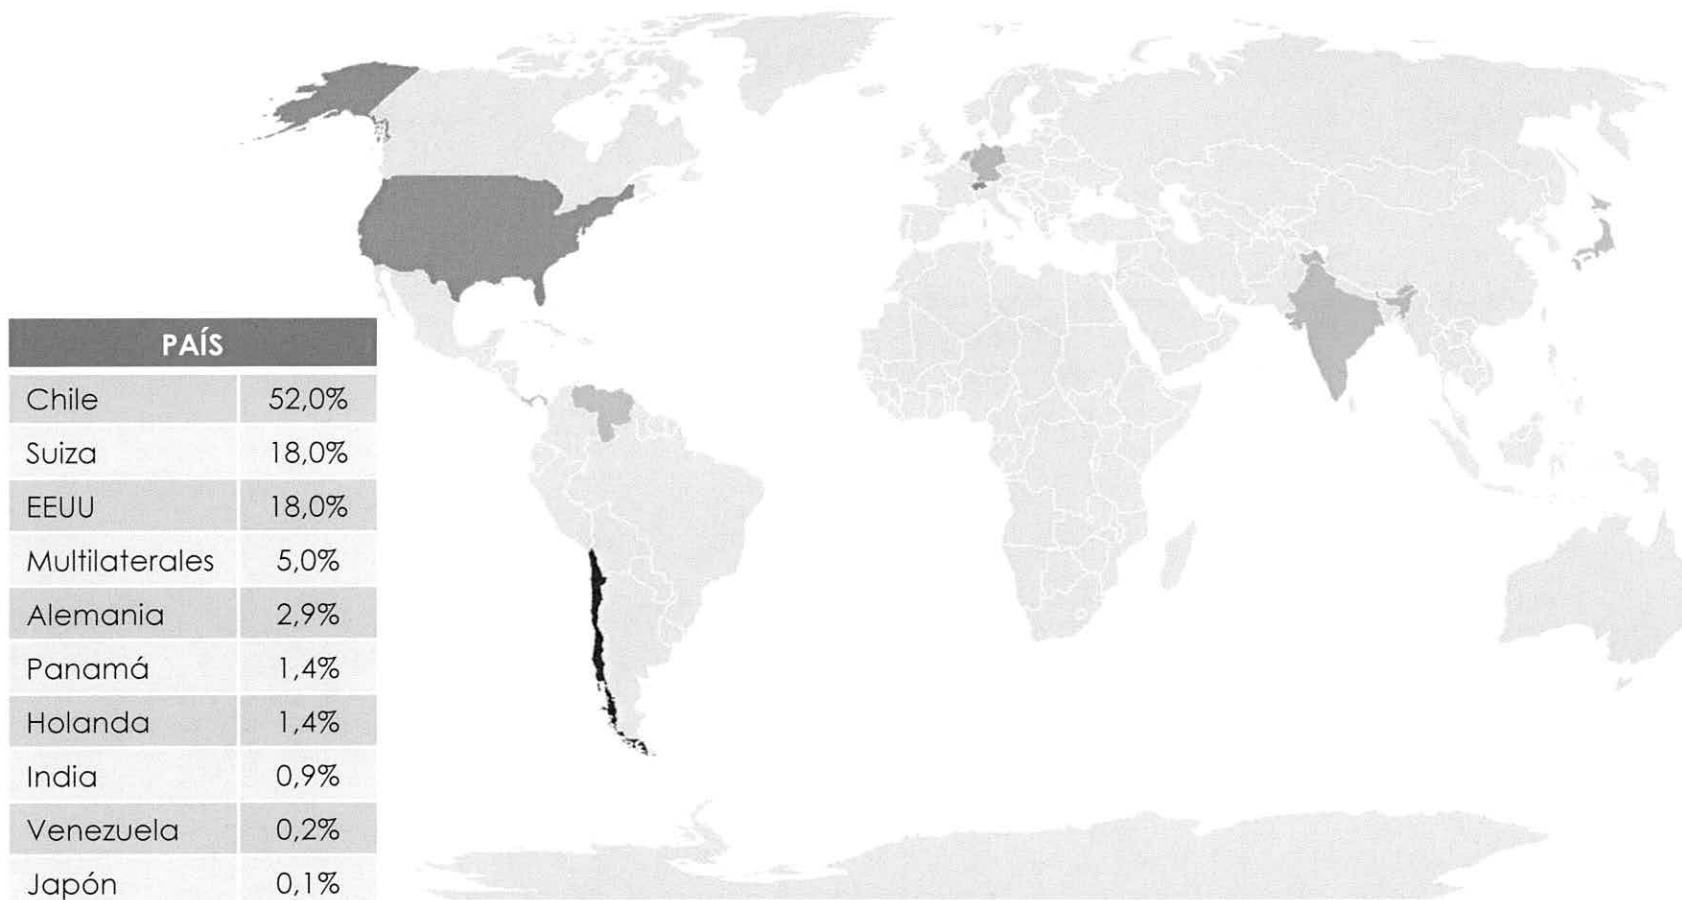 PAÍS
Chile 52,0%
Suiza 18,0%
EEUU 18,0%
Multilaterales 5,0%
Alemania 2,9%
Panamá 1,4%
Holanda 1,4%
India 0,9%
Venezuela 0,2%
Japón 0,1%